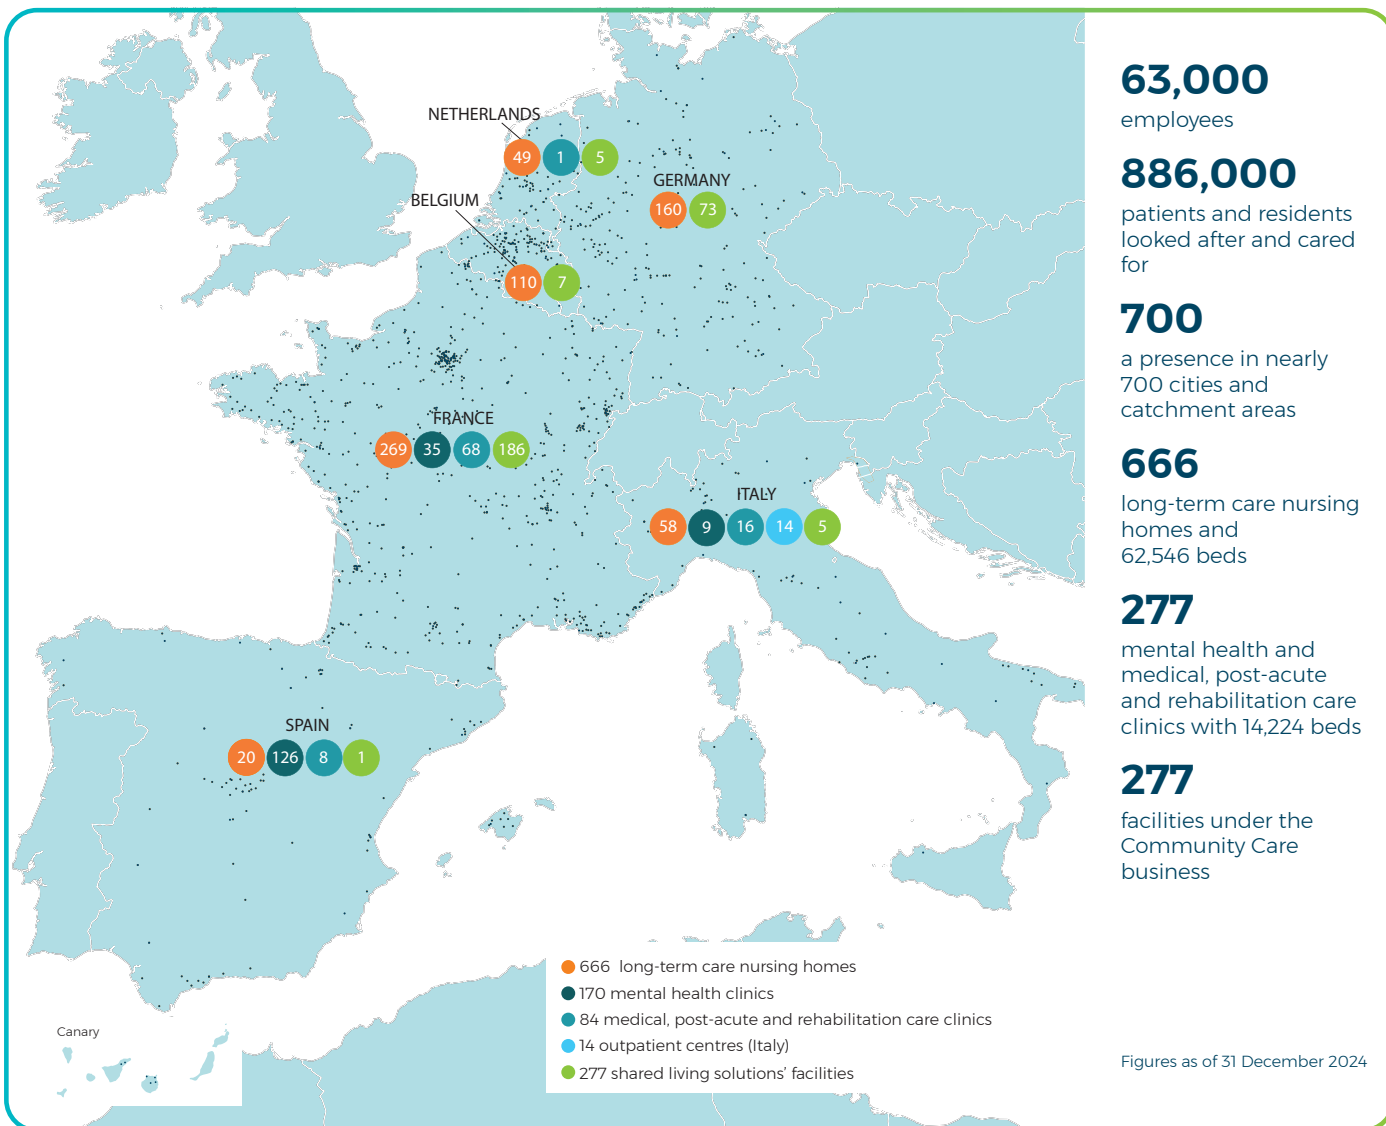 NETHERLANDS
49 1 5
GERMANY
160 73
BELGIUM
110 7
FRANCE
269 35 68 186
ITALY
58 9 16 14 5
SPAIN
20 126 8 1
Canary
666 long-term care nursing homes
170 mental health clinics
84 medical, post-acute and rehabilitation care clinics
14 outpatient centres (Italy)
277 shared living solutions’ facilities
63,000
employees
886,000
patients and residents
looked after and cared
for
700
a presence in nearly
700 cities and
catchment areas
666
long-term care nursing
homes and
62,546 beds
277
mental health and
medical, post-acute
and rehabilitation care
clinics with 14,224 beds
277
facilities under the
Community Care
business
Figures as of 31 December 2024